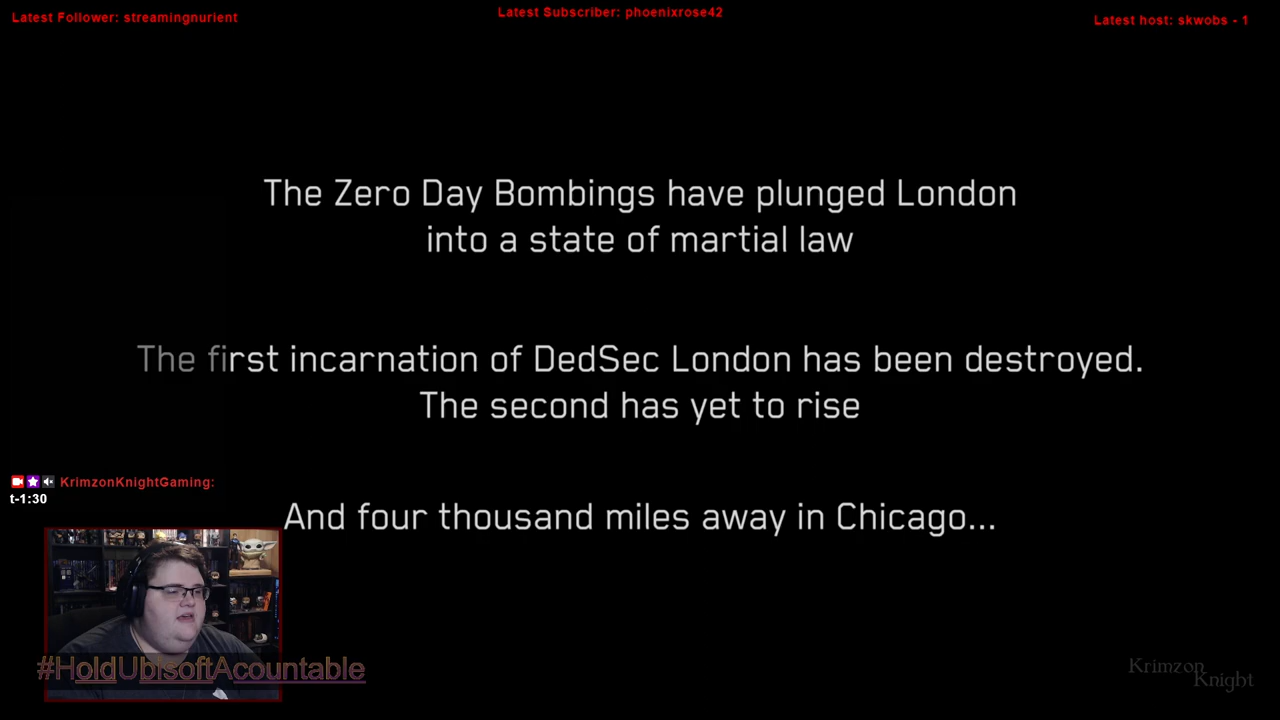 Latest Follower: streamingnurient
Latest Subscriber: phoenixrose42
Latest host: skwobs - 1
The Zero Day Bombings have plunged London
into a state of martial law
The first incarnation of DedSec London has been destroyed.
The second has yet to rise
KrimzonKnightGaming:
t-1:30
And four thousand miles away in Chicago...
#HoldUbisoftAcountable
Krimzon
Knight